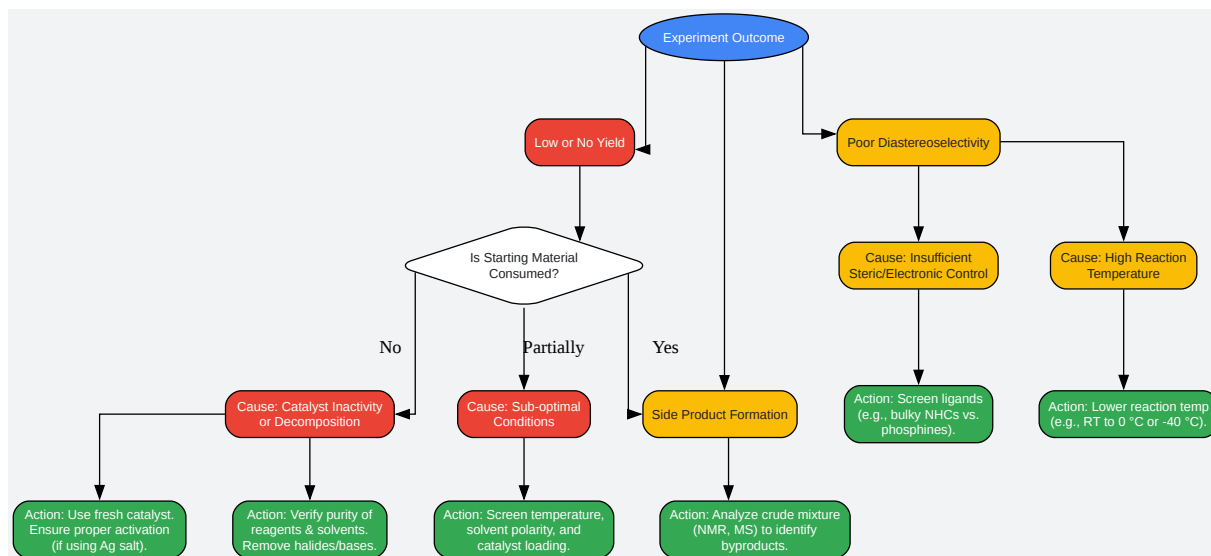 Experiment Outcome
Low or No Yield
Poor Diastereoselectivity
Is Starting Material
Consumed?
Cause: Insufficient
Steric/Electronic Control
Cause: High Reaction
Temperature
No
Partially
Yes
Cause: Catalyst Inactivity
or Decomposition
Cause: Sub-optimal
Conditions
Side Product Formation
Action: Screen ligands
(e.g., bulky NHCs vs.
phosphines).
Action: Lower reaction temp
(e.g., RT to 0 °C or -40 °C).
Action: Use fresh catalyst.
Ensure proper activation
(if using Ag salt).
Action: Verify purity of
reagents & solvents.
Remove halides/bases.
Action: Screen temperature,
solvent polarity, and
catalyst loading.
Action: Analyze crude mixture
(NMR, MS) to identify
byproducts.